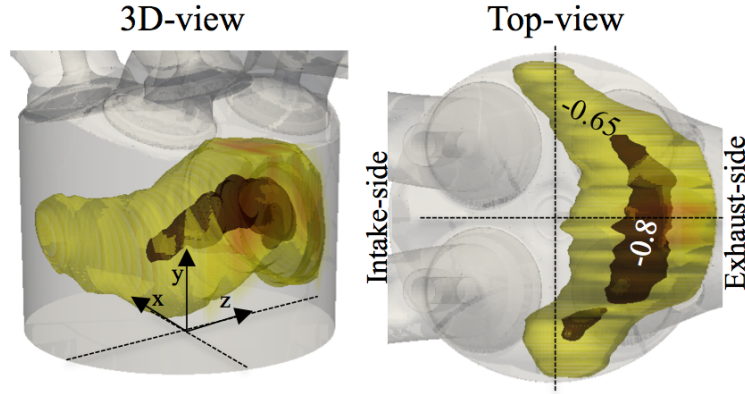 3D-view
Top-view
y
x
z
Intake-side
-0.65
-0.8
Exhaust-side